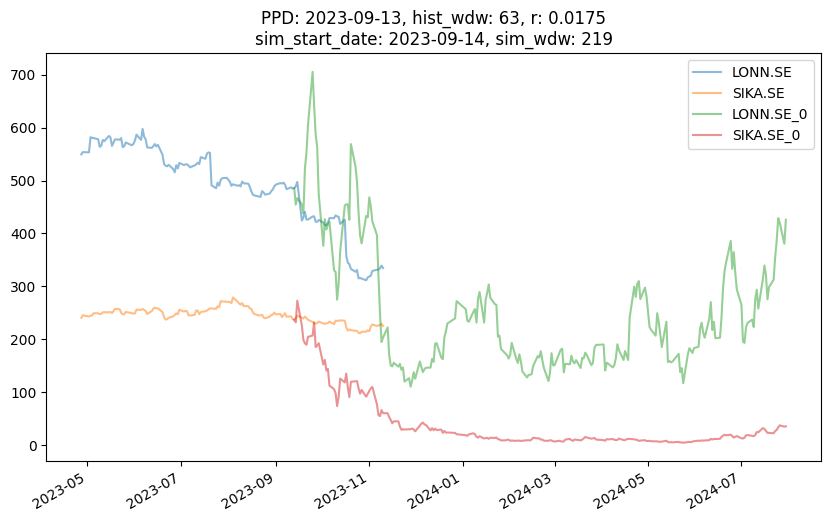 PPD: 2023-09-13, hist_wdw: 63, r: 0.0175
sim_start_date: 2023-09-14, sim_wdw: 219
LONN.SE
SIKA.SE
LONN.SE_0
SIKA.SE_0
700
600
500
400
300
200
100
0
2023-05
2023-07
2023-09
2023-11
2024-01
2024-03
2024-05
2024-07